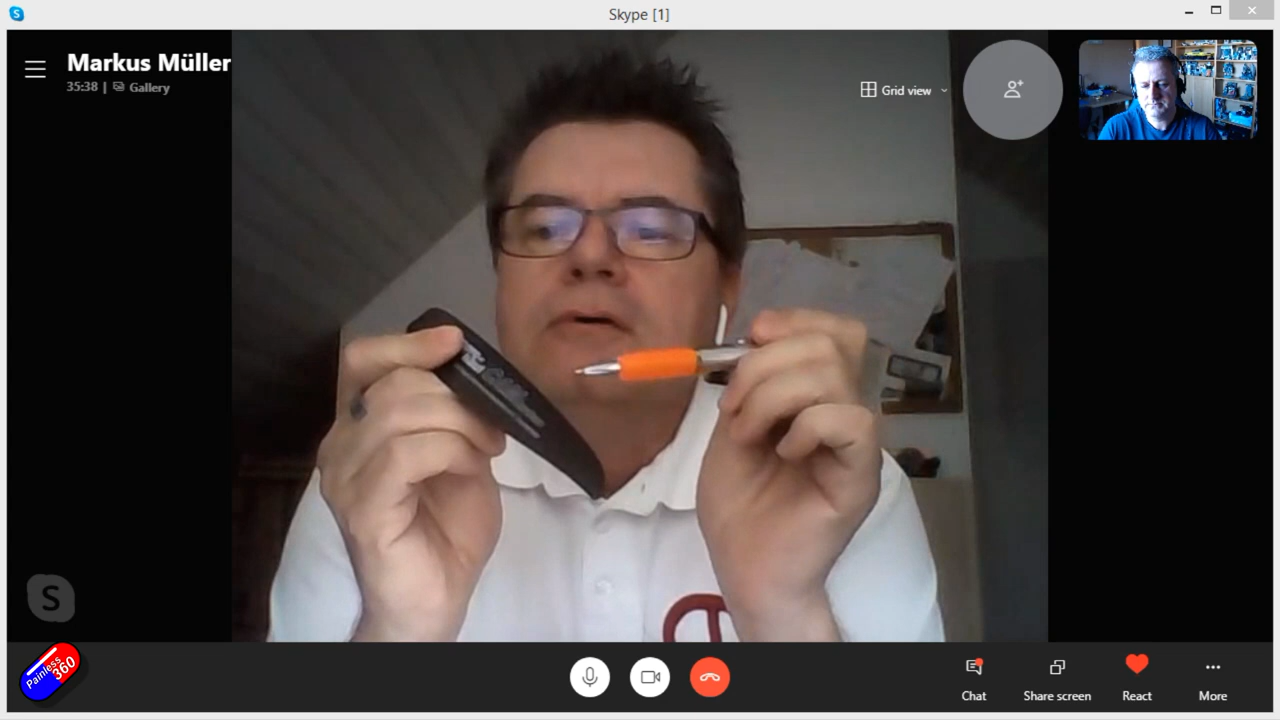 Skype [1]
Markus Müller
35:38 | Gallery
Grid view
S
Painless
360
Chat
Share screen
React
More